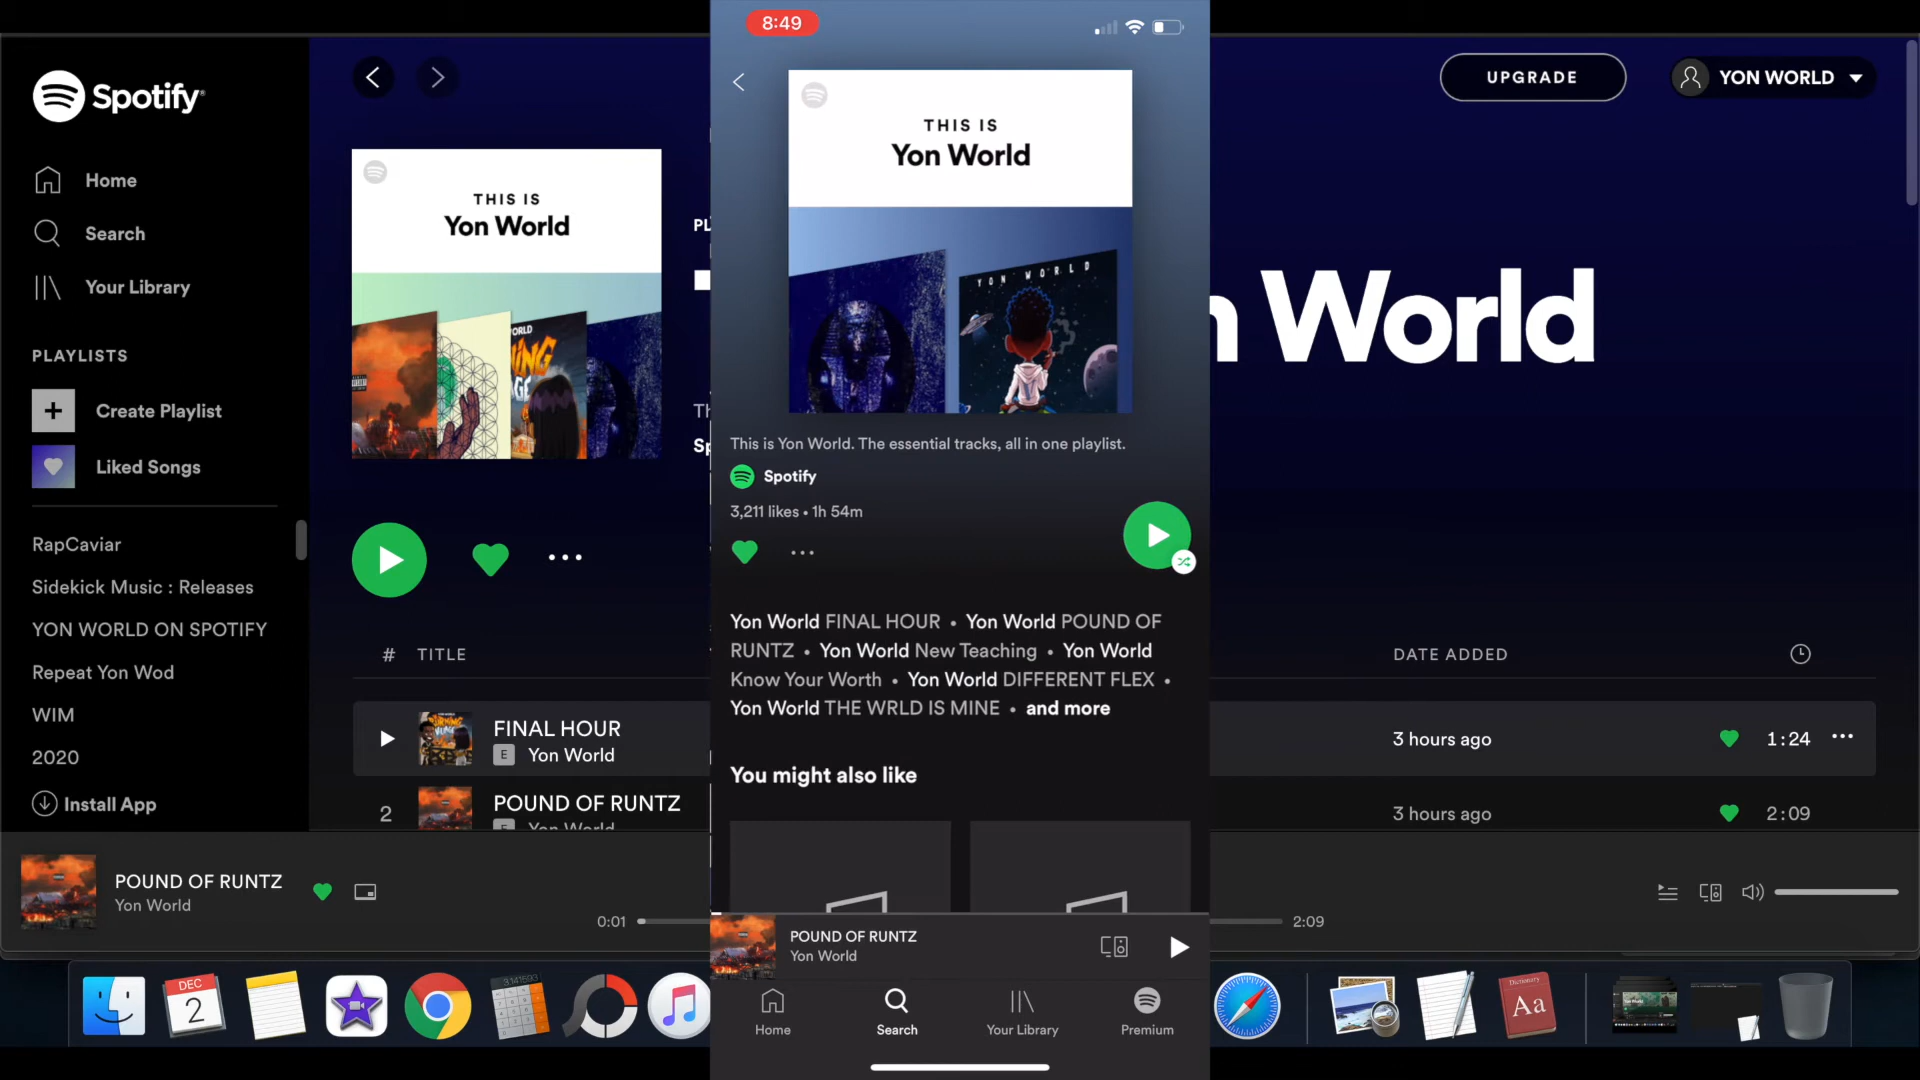 Spotify
Home
Search
Your Library
PLAYLISTS
Create Playlist
Liked Songs
RapCaviar
Sidekick Music : Releases
YON WORLD ON SPOTIFY
Repeat Yon Wod
WIM
2020
Install App
THIS IS
Yon World
UPGRADE
YON WORLD
World
# TITLE
DATE ADDED
FINAL HOUR
E Yon World
3 hours ago
1:24
2
POUND OF RUNTZ
Yon World
3 hours ago
2:09
POUND OF RUNTZ
Yon World
0:01
2:09
8:49
THIS IS
Yon World
YON WORLD
This is Yon World. The essential tracks, all in one playlist.
Spotify
3,211 likes • 1h 54m
Yon World FINAL HOUR • Yon World POUND OF
RUNTZ • Yon World New Teaching • Yon World
Know Your Worth • Yon World DIFFERENT FLEX •
Yon World THE WRLD IS MINE • and more
You might also like
POUND OF RUNTZ
Yon World
Home
Search
Your Library
Premium
DEC
2
Dictionary
Aa